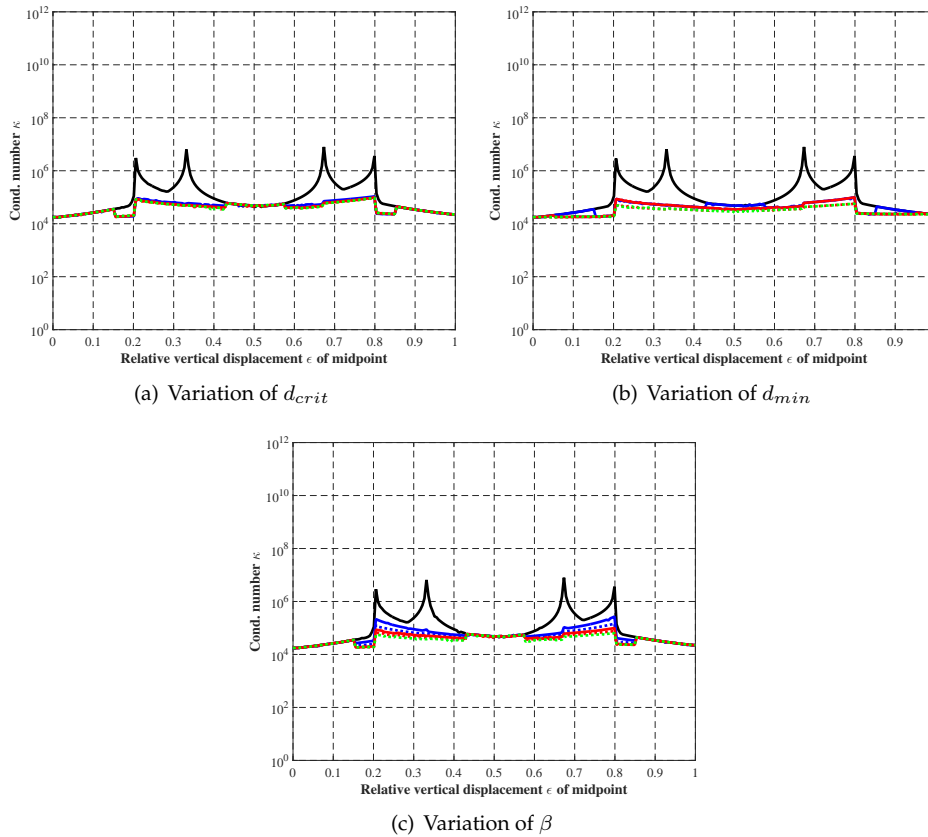 10^12
10^10
10^8
10^6
10^4
10^2
10^0
Cond. number κ
0 0.1 0.2 0.3 0.4 0.5 0.6 0.7 0.8 0.9 1
Relative vertical displacement ϵ of midpoint
(a) Variation of d_crit
10^12
10^10
10^8
10^6
10^4
10^2
10^0
Cond. number κ
0 0.1 0.2 0.3 0.4 0.5 0.6 0.7 0.8 0.9
Relative vertical displacement ϵ of midpoint
(b) Variation of d_min
10^12
10^10
10^8
10^6
10^4
10^2
10^0
Cond. number κ
0 0.1 0.2 0.3 0.4 0.5 0.6 0.7 0.8 0.9 1
Relative vertical displacement ϵ of midpoint
(c) Variation of β